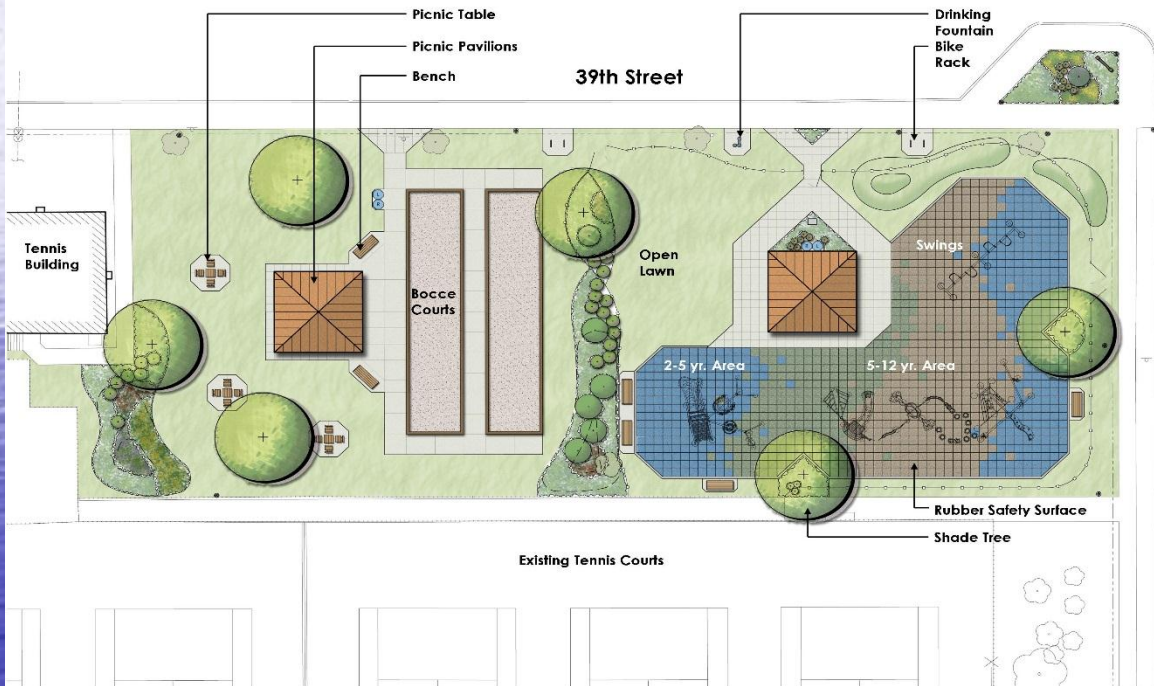 Picnic Table
Picnic Pavilions
Bench
39th Street
Drinking
Fountain
Bike
Rack
Tennis
Building
Bocce
Courts
Open
Lawn
Swings
2-5 yr. Area
5-12 yr. Area
Rubber Safety Surface
Shade Tree
Existing Tennis Courts